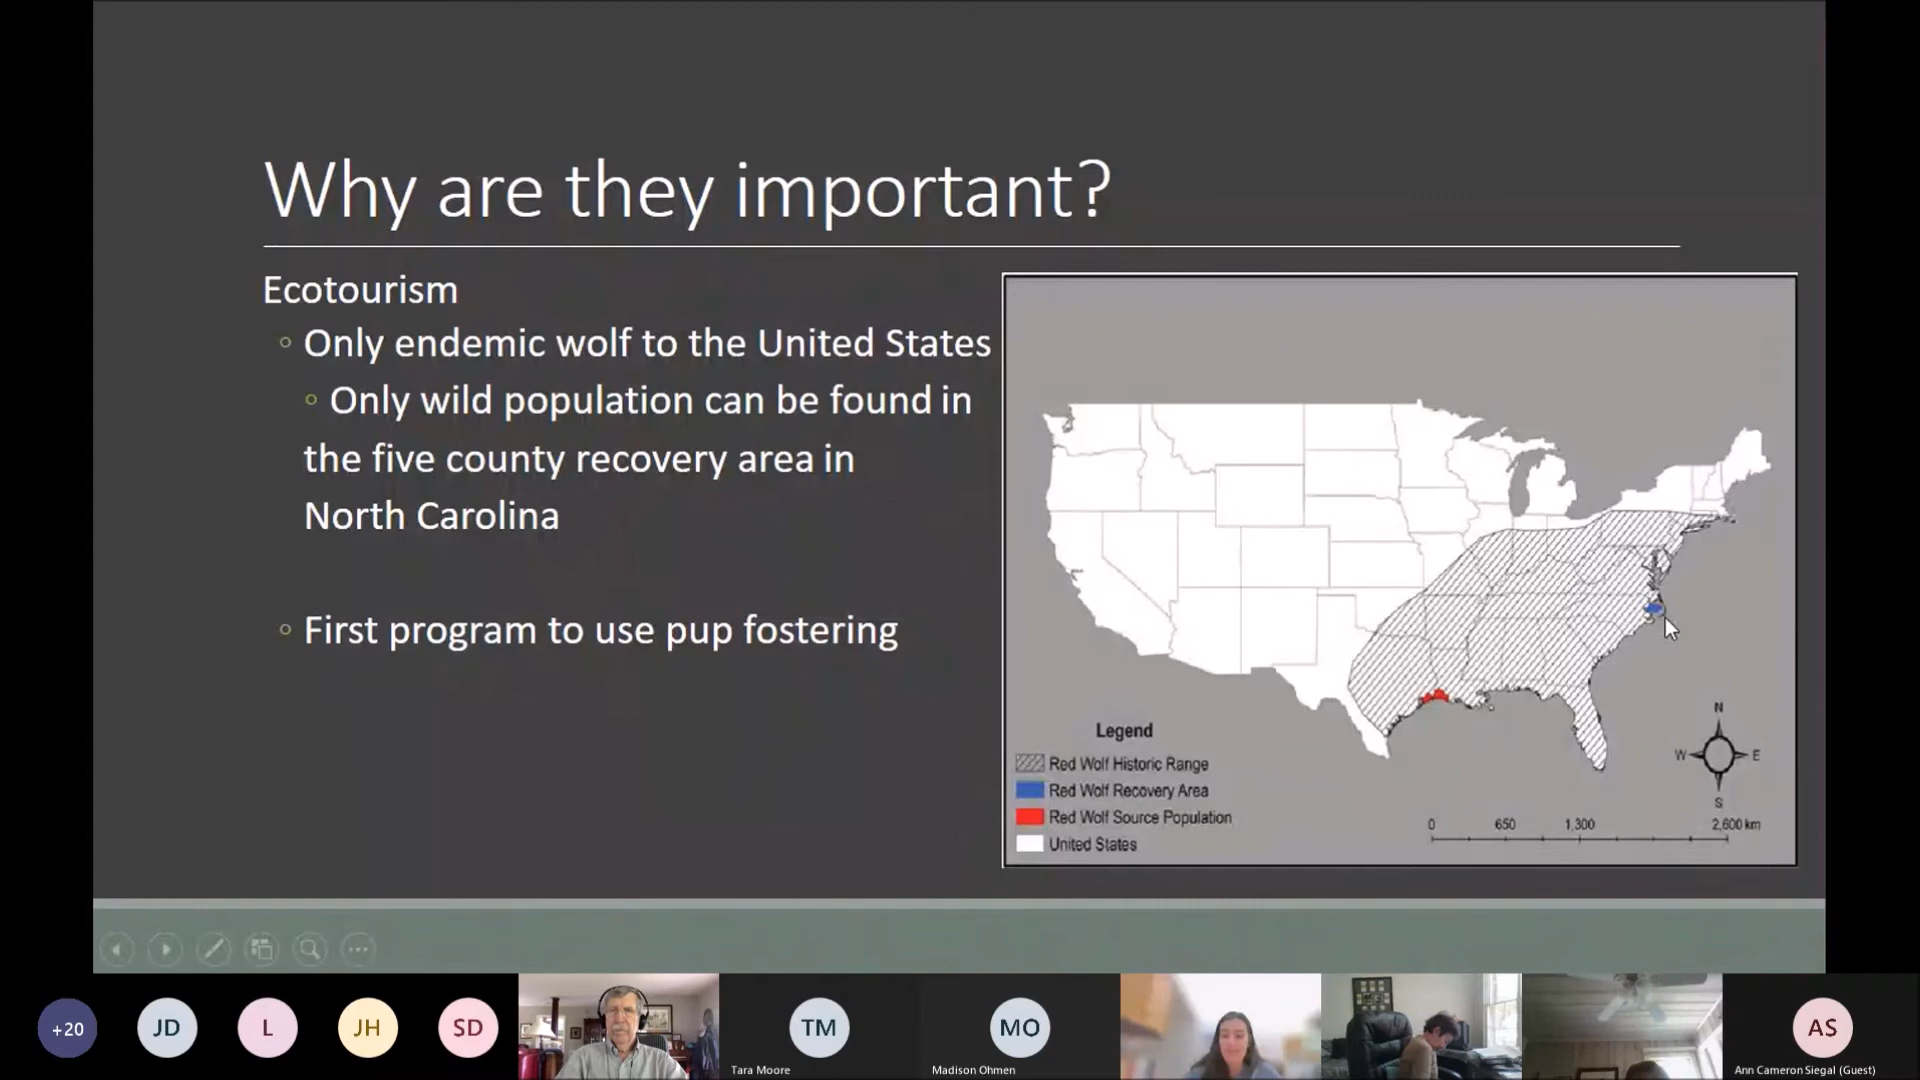 Why are they important?
Ecotourism
Only endemic wolf to the United States
Only wild population can be found in
the five county recovery area in
North Carolina
First program to use pup fostering
Legend
Red Wolf Historic Range
Red Wolf Recovery Area
Red Wolf Source Population
United States
N
W E
S
0 650 1,300 2,600 km
+20
JD
L
JH
SD
TM
Tara Moore
MO
Madison Ohmen
AS
Ann Cameron Siegal (Guest)